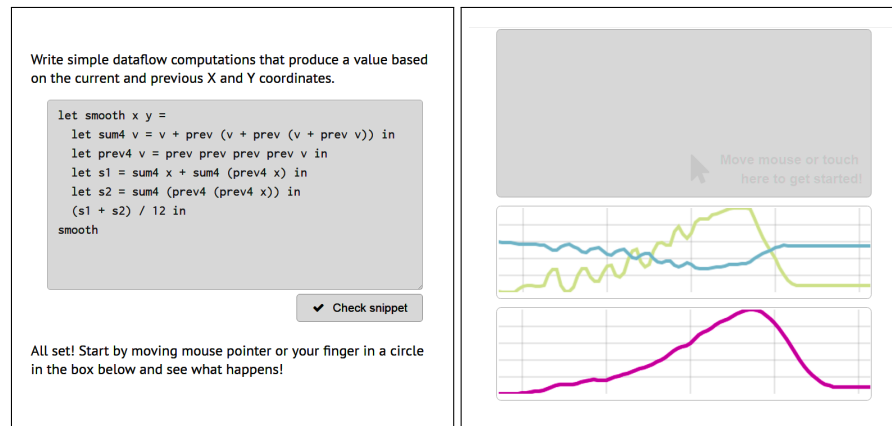 Write simple dataflow computations that produce a value based
on the current and previous X and Y coordinates.
let smooth x y =
  let sum4 v = v + prev (v + prev (v + prev v)) in
  let prev4 v = prev prev prev prev v in
  let s1 = sum4 x + sum4 (prev4 x) in
  let s2 = sum4 (prev4 (prev4 x)) in
  (s1 + s2) / 12 in
smooth
Check snippet
All set! Start by moving mouse pointer or your finger in a circle
in the box below and see what happens!
Move mouse or touch
here to get started!